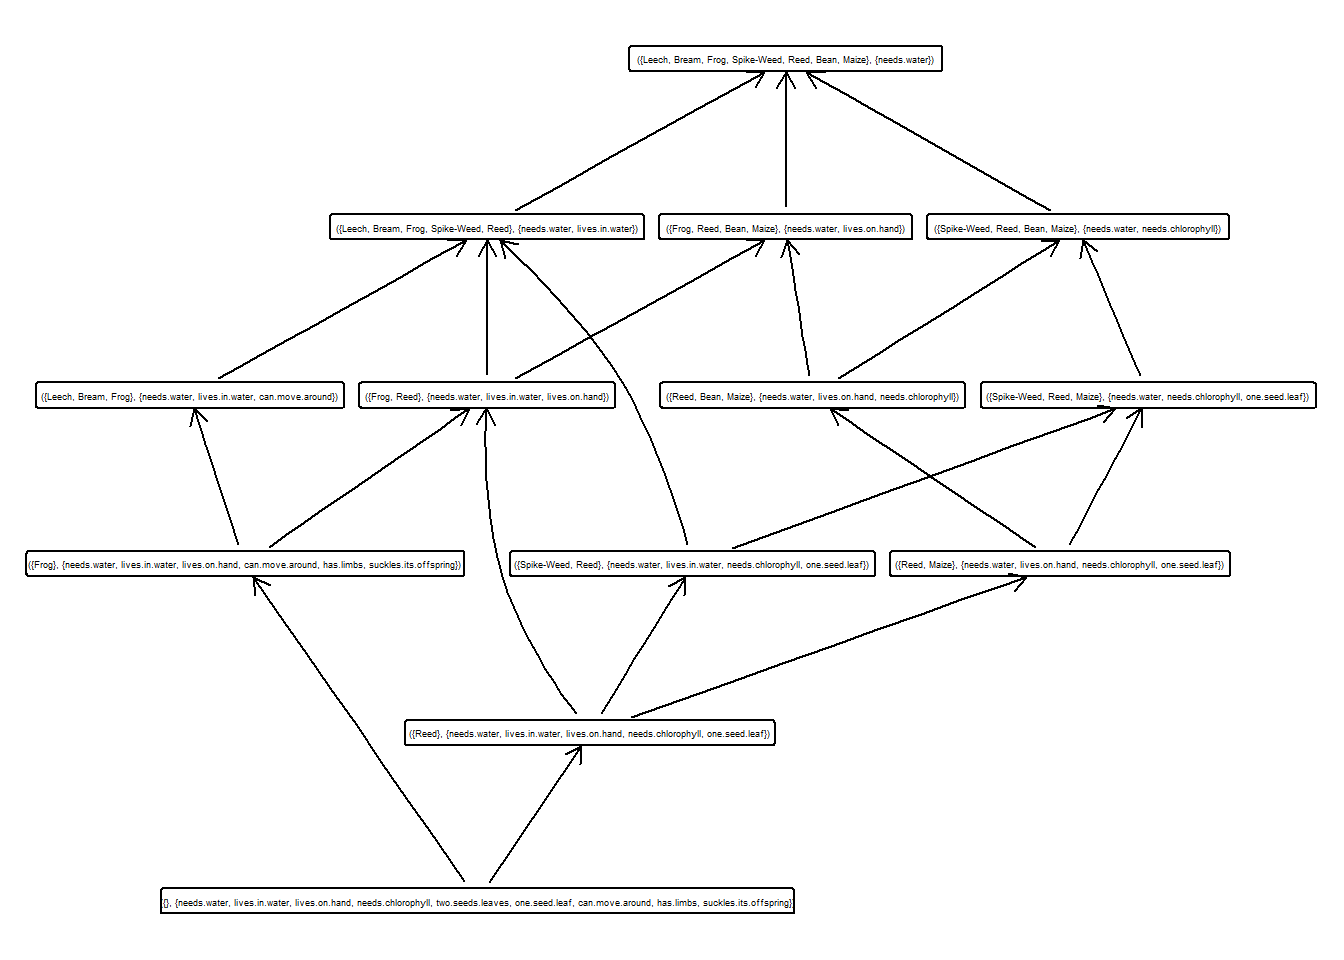 ({Leech, Bream, Frog, Spike-Weed, Reed, Bean, Maize}, {needs.water})
({Leech, Bream, Frog, Spike-Weed, Reed}, {needs.water, lives.in.water})
({Frog, Reed, Bean, Maize}, {needs.water, lives.on.hand})
({Spike-Weed, Reed, Bean, Maize}, {needs.water, needs.chlorophyll})
({Leech, Bream, Frog}, {needs.water, lives.in.water, can.move.around})
({Frog, Reed}, {needs.water, lives.in.water, lives.on.hand})
({Reed, Bean, Maize}, {needs.water, lives.on.hand, needs.chlorophyll})
({Spike-Weed, Reed, Maize}, {needs.water, needs.chlorophyll, one.seed.leaf})
({Frog}, {needs.water, lives.in.water, lives.on.hand, can.move.around, has.limbs, suckles.its.offspring})
({Spike-Weed, Reed}, {needs.water, lives.in.water, needs.chlorophyll, one.seed.leaf})
({Reed, Maize}, {needs.water, lives.on.hand, needs.chlorophyll, one.seed.leaf})
({Reed}, {needs.water, lives.in.water, lives.on.hand, needs.chlorophyll, one.seed.leaf})
{}, {needs.water, lives.in.water, lives.on.hand, needs.chlorophyll, two.seeds.leaves, one.seed.leaf, can.move.around, has.limbs, suckles.its.offspring}